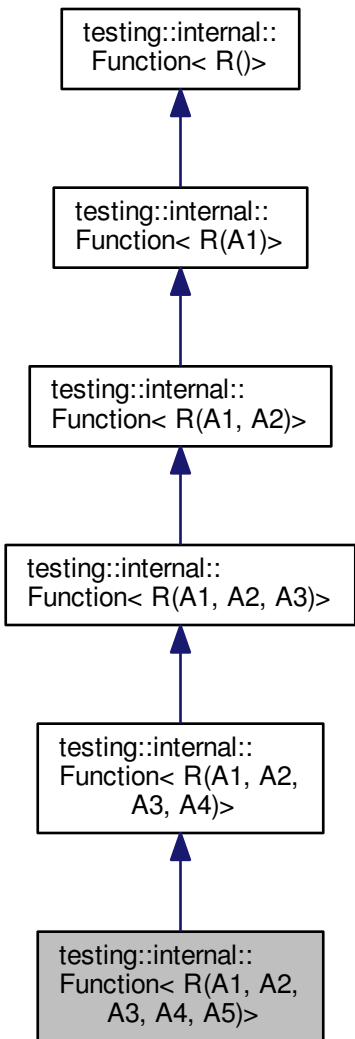 testing::internal::
Function< R()>
testing::internal::
Function< R(A1)>
testing::internal::
Function< R(A1, A2)>
testing::internal::
Function< R(A1, A2, A3)>
testing::internal::
Function< R(A1, A2,
A3, A4)>
testing::internal::
Function< R(A1, A2,
A3, A4, A5)>